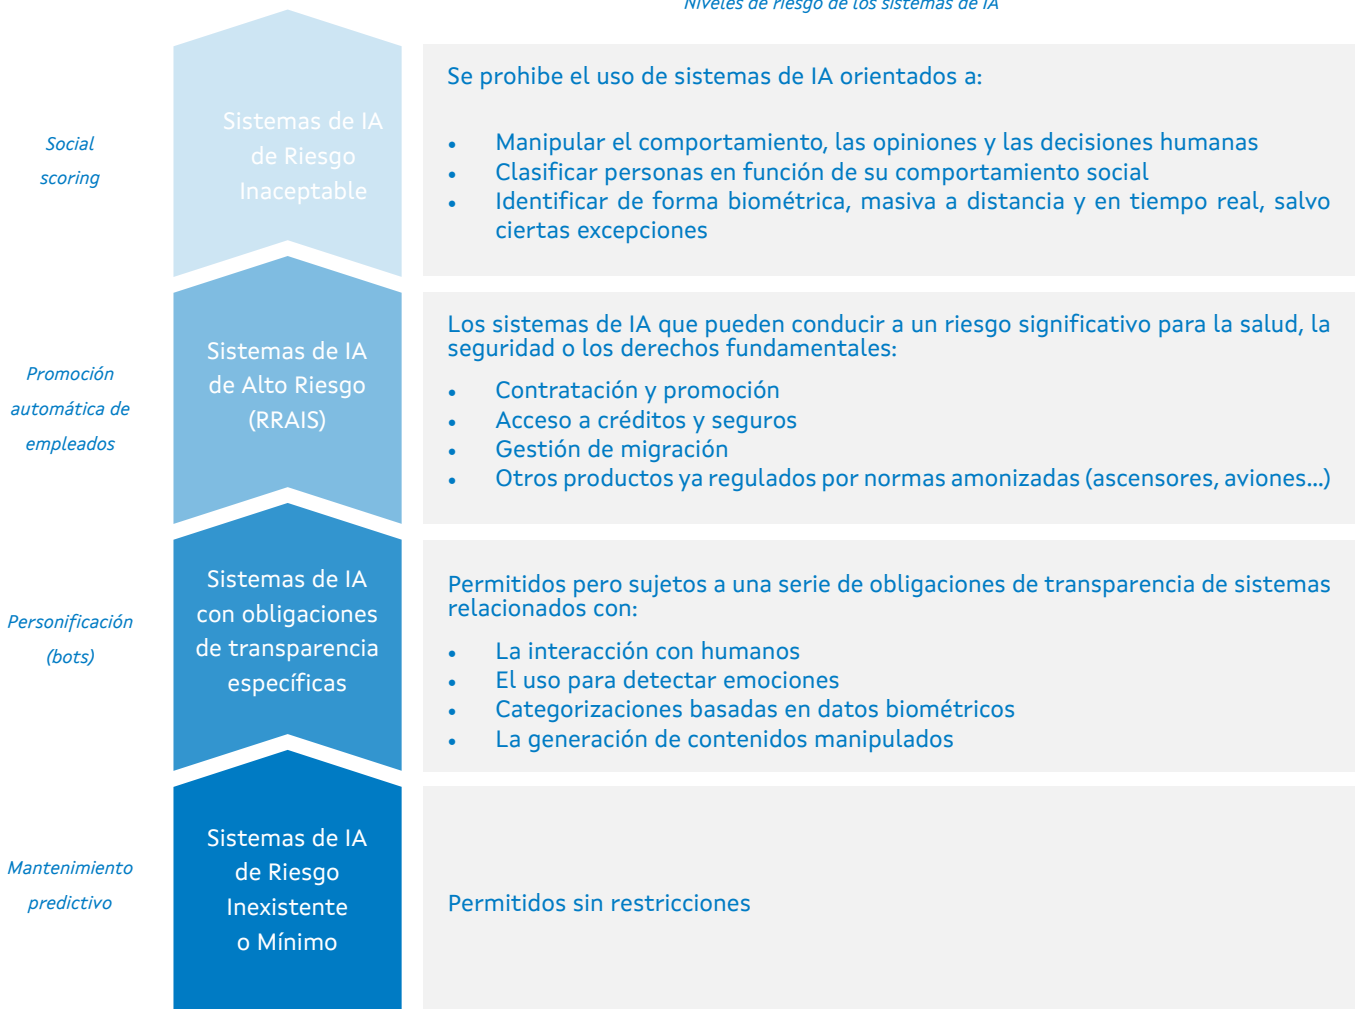 Niveles de riesgo de los sistemas de IA
Social
scoring
Sistemas de IA
de Riesgo
Inaceptable
Se prohibe el uso de sistemas de IA orientados a:
• Manipular el comportamiento, las opiniones y las decisiones humanas
• Clasificar personas en función de su comportamiento social
• Identificar de forma biométrica, masiva a distancia y en tiempo real, salvo
ciertas excepciones
Promoción
automática de
empleados
Sistemas de IA
de Alto Riesgo
(RRAIS)
Los sistemas de IA que pueden conducir a un riesgo significativo para la salud, la
seguridad o los derechos fundamentales:
• Contratación y promoción
• Acceso a créditos y seguros
• Gestión de migración
• Otros productos ya regulados por normas amonizadas (ascensores, aviones...)
Personificación
(bots)
Sistemas de IA
con obligaciones
de transparencia
específicas
Permitidos pero sujetos a una serie de obligaciones de transparencia de sistemas
relacionados con:
• La interacción con humanos
• El uso para detectar emociones
• Categorizaciones basadas en datos biométricos
• La generación de contenidos manipulados
Mantenimiento
predictivo
Sistemas de IA
de Riesgo
Inexistente
o Mínimo
Permitidos sin restricciones